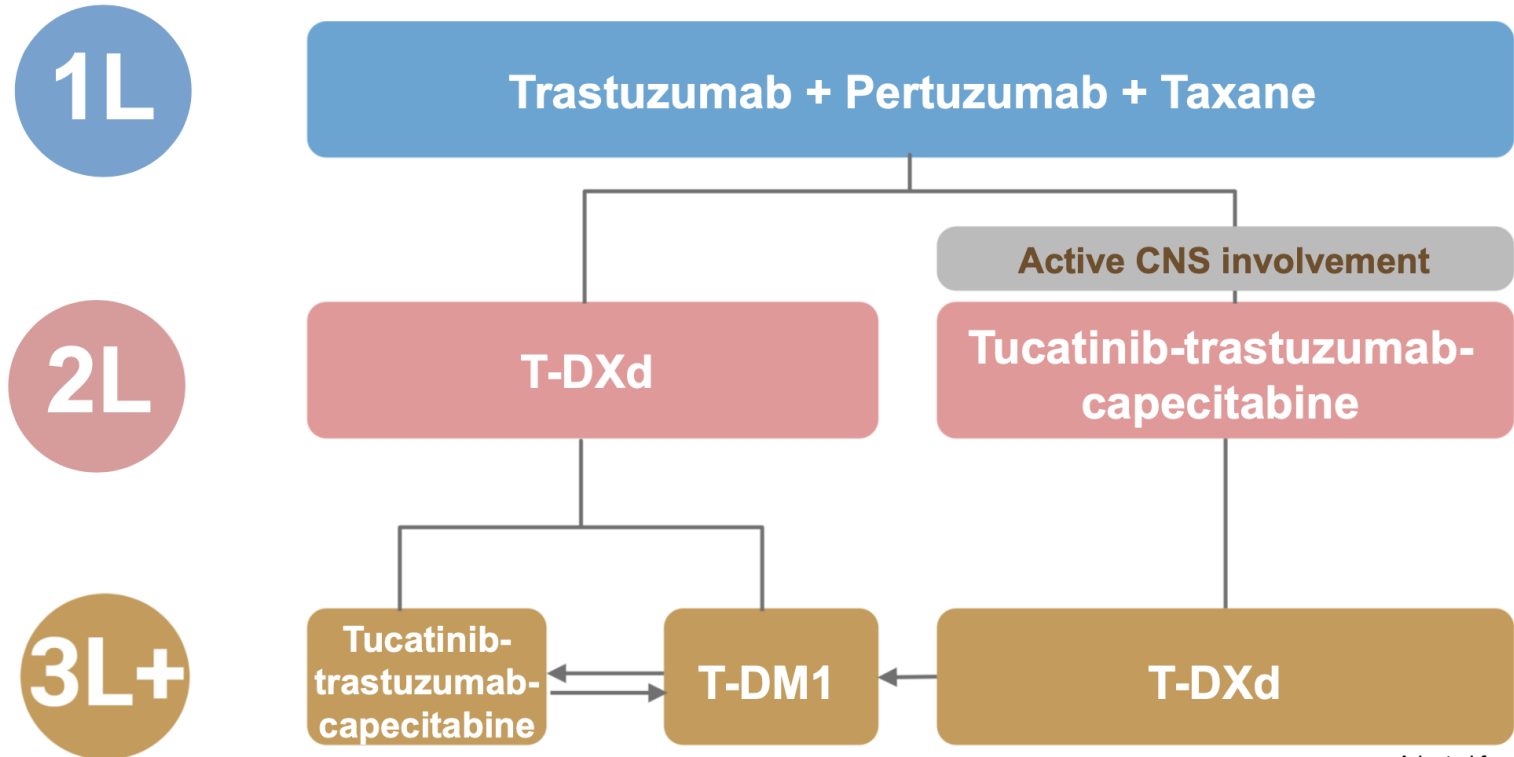 1L
Trastuzumab + Pertuzumab + Taxane
Active CNS involvement
2L
T-DXd
Tucatinib-trastuzumab-
capecitabine
3L+
Tucatinib-
trastuzumab-
capecitabine
T-DM1
T-DXd